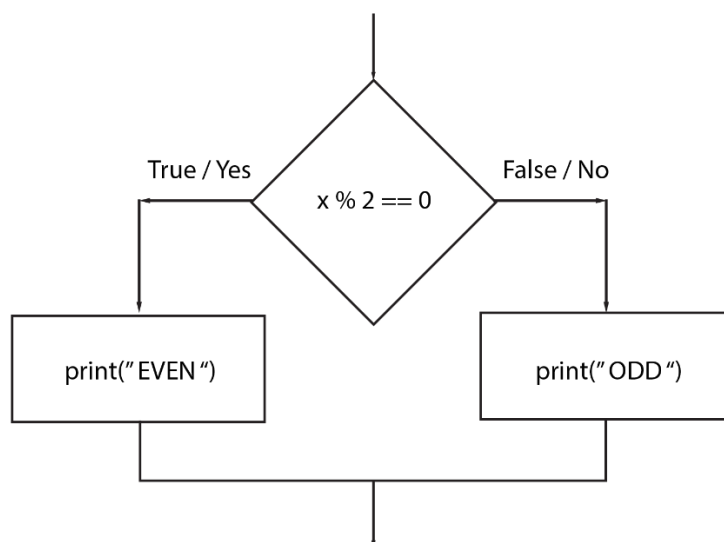 True / Yes
False / No
x % 2 == 0
print(”EVEN“)
print(”ODD“)